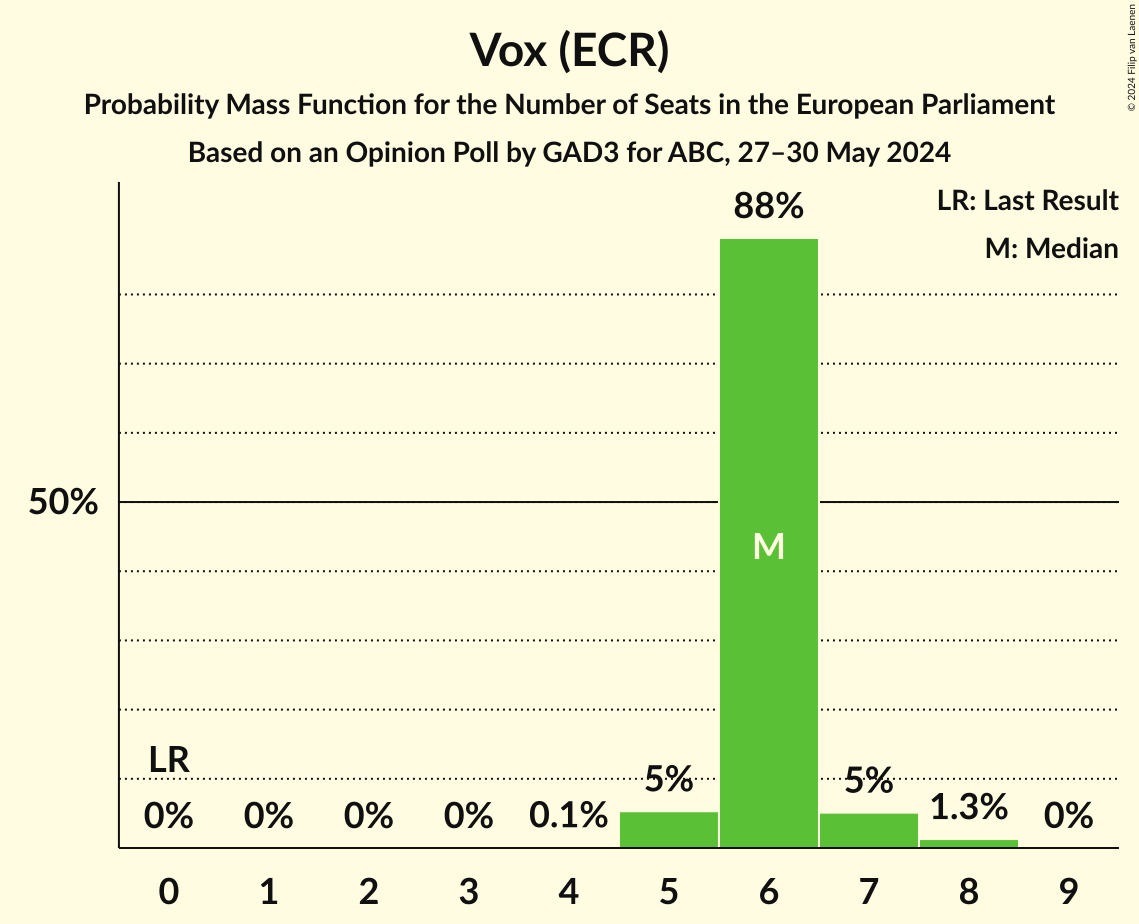 Vox (ECR)
Probability Mass Function for the Number of Seats in the European Parliament
Based on an Opinion Poll by GAD3 for ABC, 27–30 May 2024
© 2024 Filip van Laenen
LR: Last Result
M: Median
88%
50%
M
LR
0%
0%
0%
0%
0.1%
5%
5%
1.3%
0%
0 1 2 3 4 5 6 7 8 9